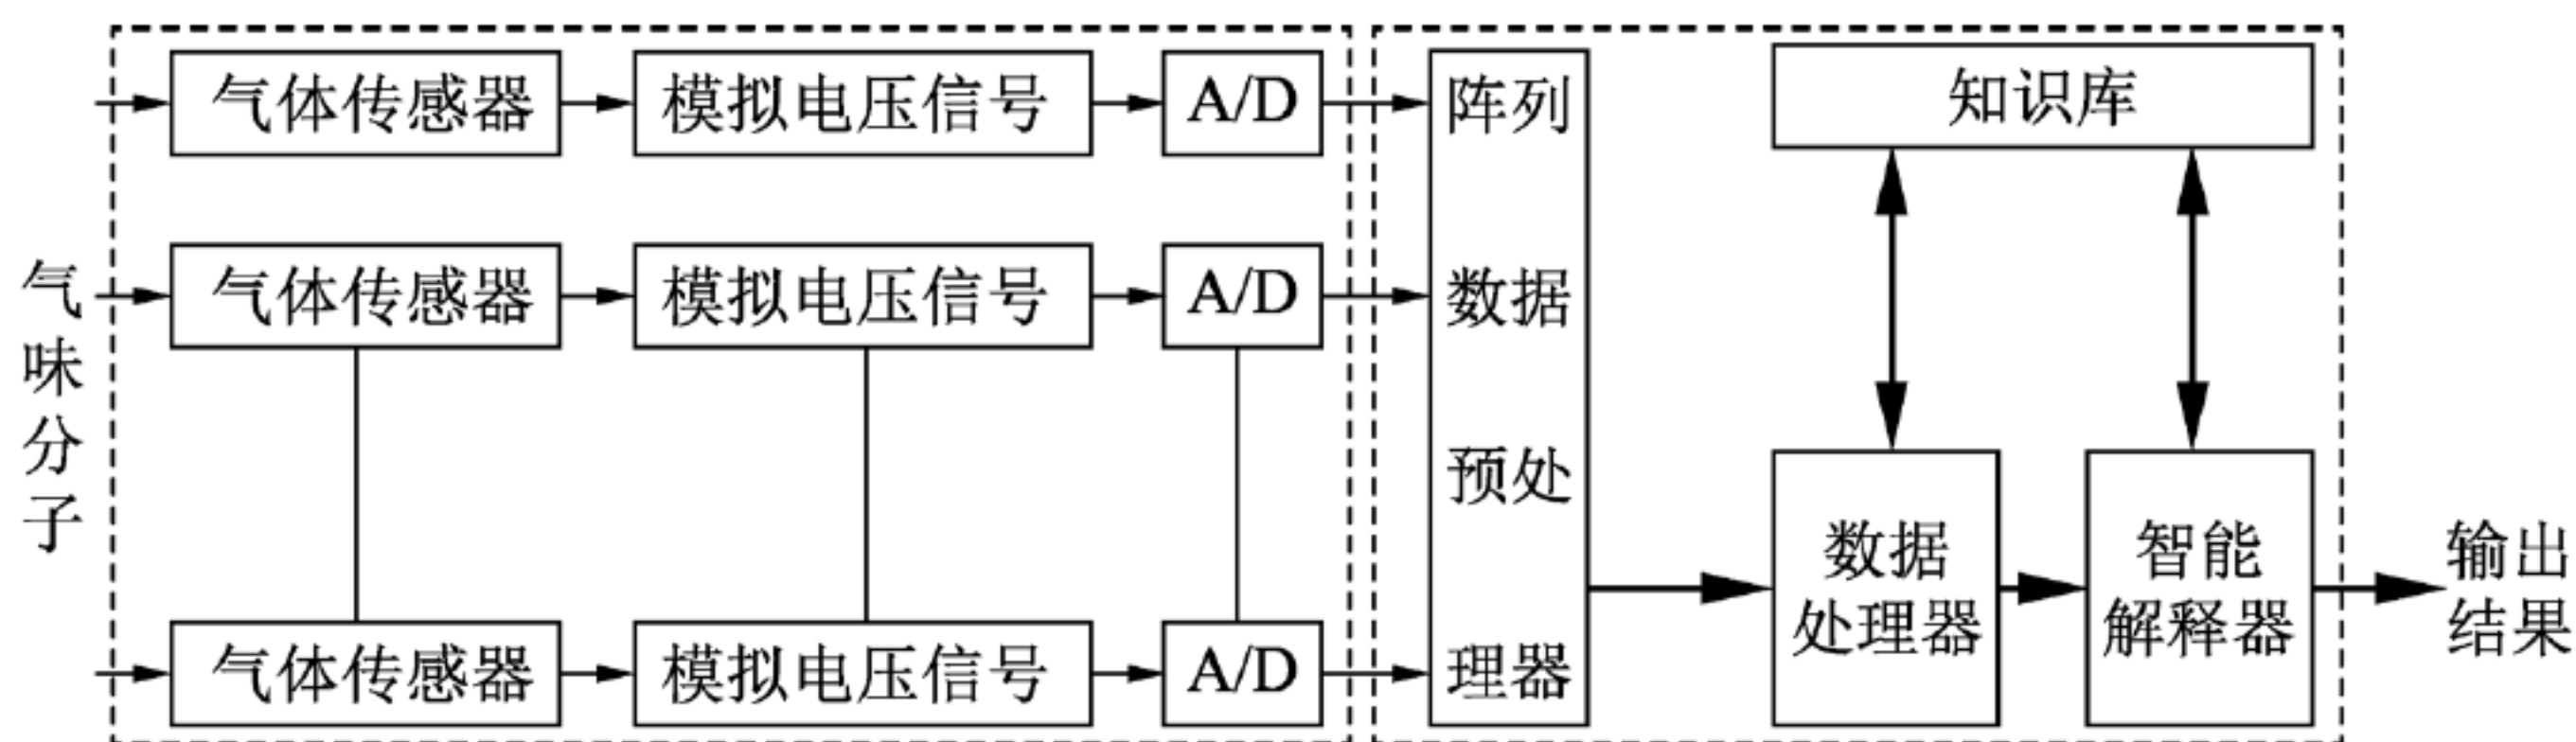 气味分子
气体传感器
模拟电压信号
A/D
气体传感器
模拟电压信号
A/D
气体传感器
模拟电压信号
A/D
阵列
数据
预处
理器
知识库
数据
处理器
智能
解释器
输出
结果